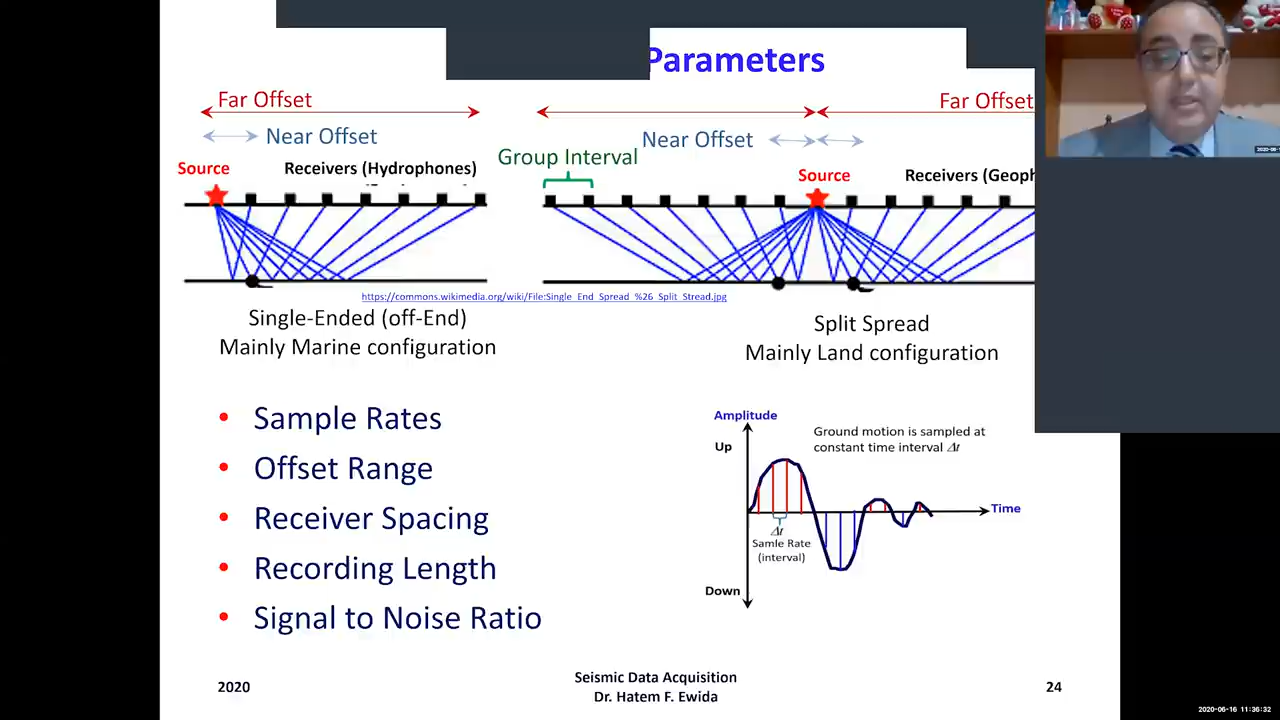 Parameters
Far Offset
Far Offset
Near Offset
Near Offset
Group Interval
Source
Receivers (Hydrophones)
Source
Receivers (Geoph
https://commons.wikimedia.org/wiki/File:Single_End_Spread_%26_Split_Stread.jpg
Single-Ended (off-End)
Mainly Marine configuration
Split Spread
Mainly Land configuration
• Sample Rates
• Offset Range
• Receiver Spacing
• Recording Length
• Signal to Noise Ratio
Amplitude
Up
Ground motion is sampled at
constant time interval Δt
Time
Δt
Samle Rate
(interval)
Down
2020
Seismic Data Acquisition
Dr. Hatem F. Ewida
24
2020-06-16 11:36:32